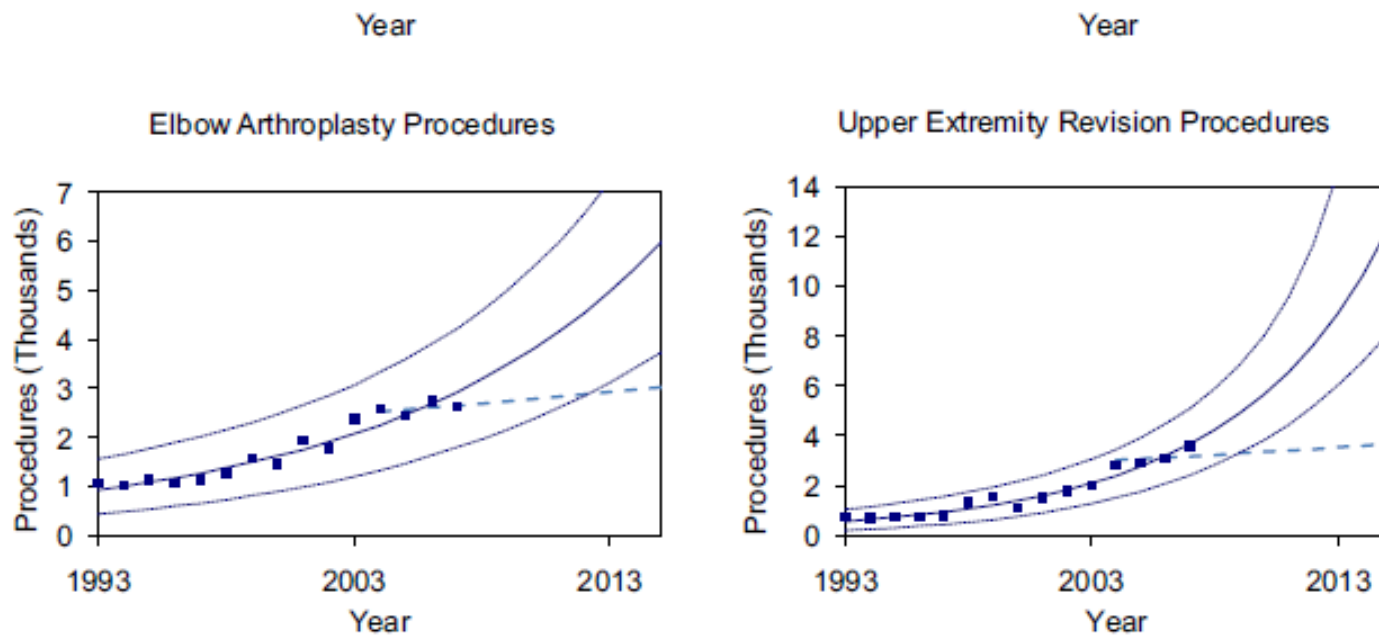 Year
Year
Elbow Arthroplasty Procedures
Procedures (Thousands)
7
6
5
4
3
2
1
0
1993
2003
2013
Year
Upper Extremity Revision Procedures
Procedures (Thousands)
14
12
10
8
6
4
2
0
1993
2003
2013
Year